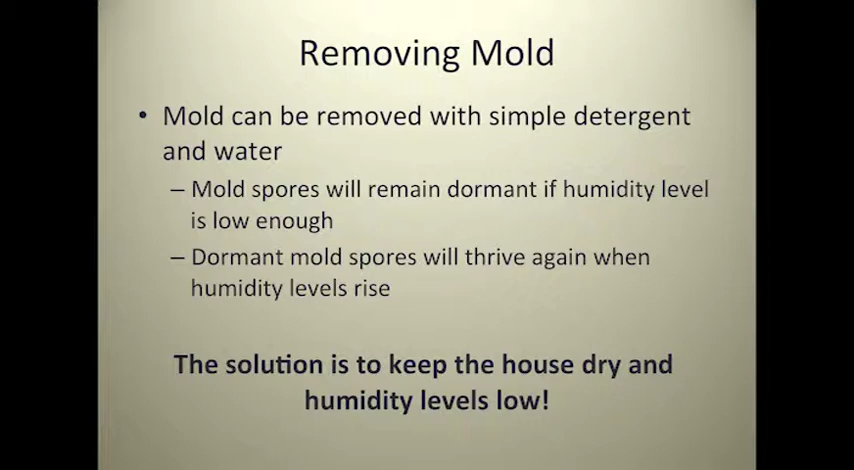 Removing Mold
• Mold can be removed with simple detergent
and water
– Mold spores will remain dormant if humidity level
is low enough
– Dormant mold spores will thrive again when
humidity levels rise
The solution is to keep the house dry and
humidity levels low!